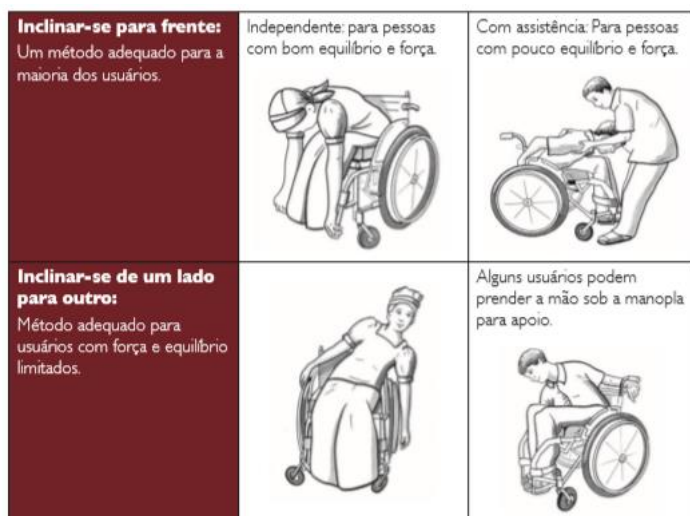 Inclinar-se para frente:
Um método adequado para a
maioria dos usuários.
Independente: para pessoas
com bom equilíbrio e força.
Com assistência: Para pessoas
com pouco equilíbrio e força.
Inclinar-se de um lado
para outro:
Método adequado para
usuários com força e equilíbrio
limitados.
Alguns usuários podem
prender a mão sob a manopla
para apoio.